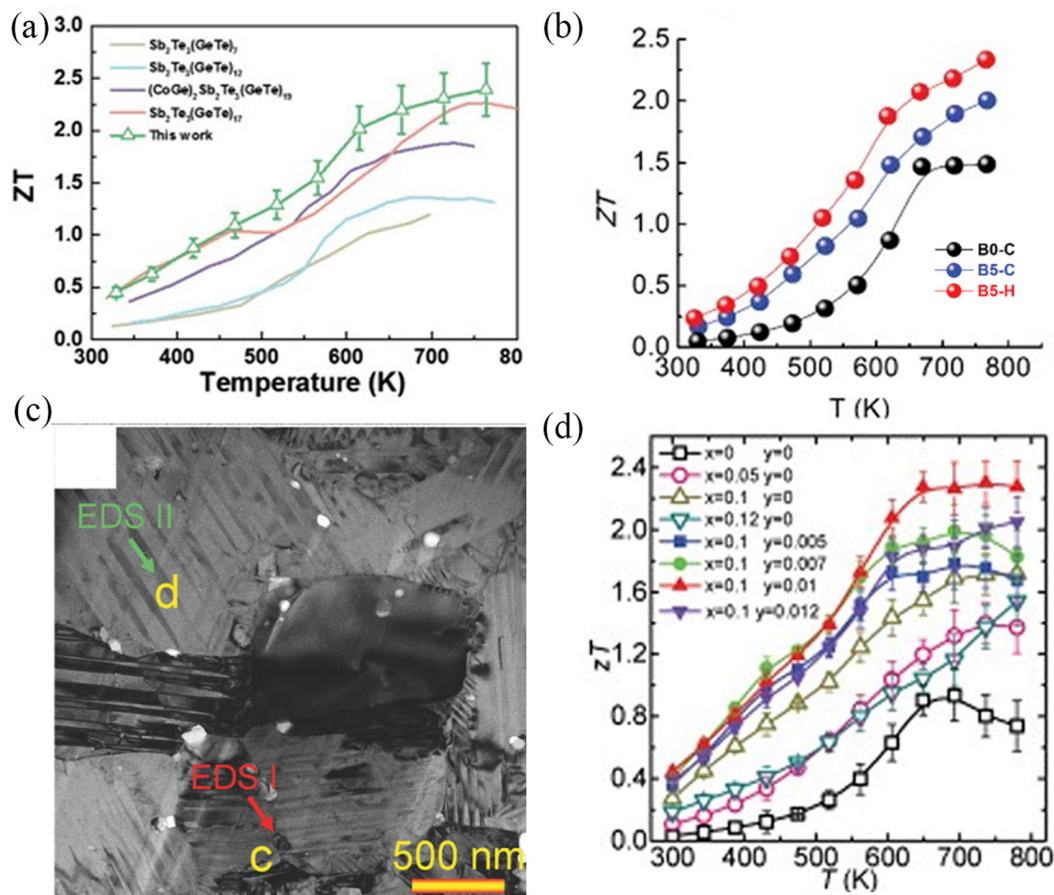 (a)
3.0
2.5
2.0
1.5
1.0
0.5
0.0
ZT
Sb₂Te₃(GeTe)₇
Sb₂Te₃(GeTe)₁₂
(CoGe)₂Sb₂Te₃(GeTe)₁₉
Sb₂Te₃(GeTe)₁₇
This work
300 400 500 600 700 80
Temperature (K)
(b)
2.5
2.0
1.5
1.0
0.5
0.0
ZT
B0-C
B5-C
B5-H
300 400 500 600 700 800
T (K)
(c)
EDS II
d
EDS I
c
500 nm
(d)
2.4
2.0
1.6
1.2
0.8
0.4
0.0
zT
x=0 y=0
x=0.05 y=0
x=0.1 y=0
x=0.12 y=0
x=0.1 y=0.005
x=0.1 y=0.007
x=0.1 y=0.01
x=0.1 y=0.012
300 400 500 600 700 800
T (K)